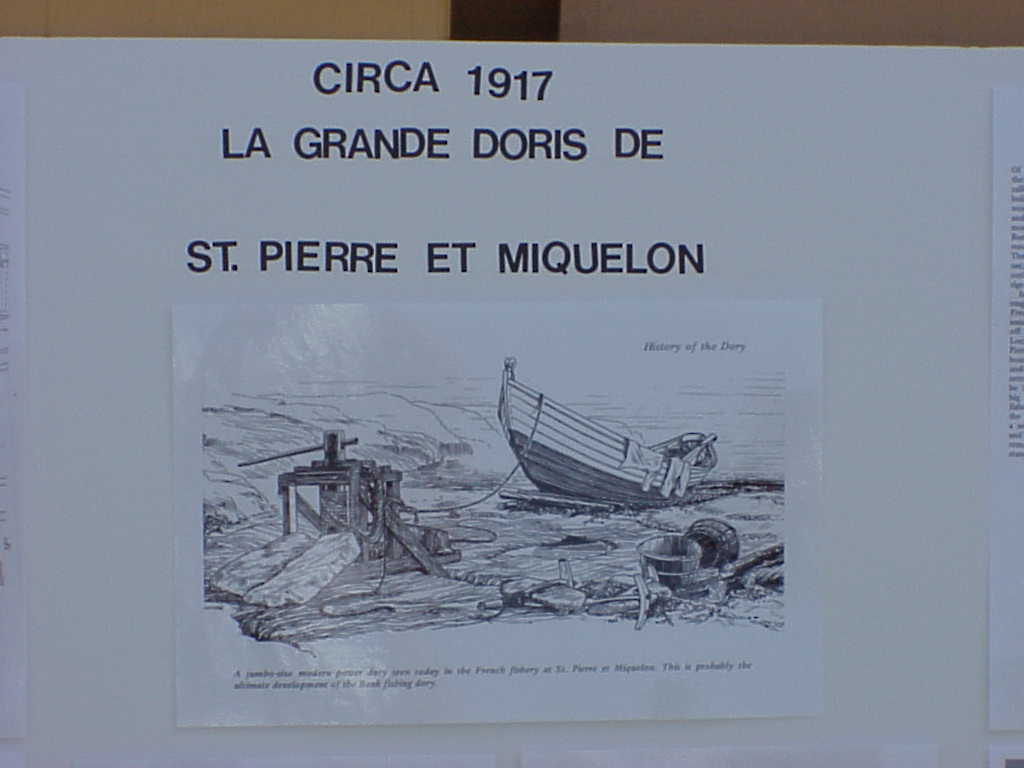 CIRCA 1917
LA GRANDE DORIS DE
ST. PIERRE ET MIQUELON
History of the Dory
A jumbo-size modern power dory seen today in the French fishery at St. Pierre et Miquelon. This is probably the
ultimate development of the Bank fishing dory.